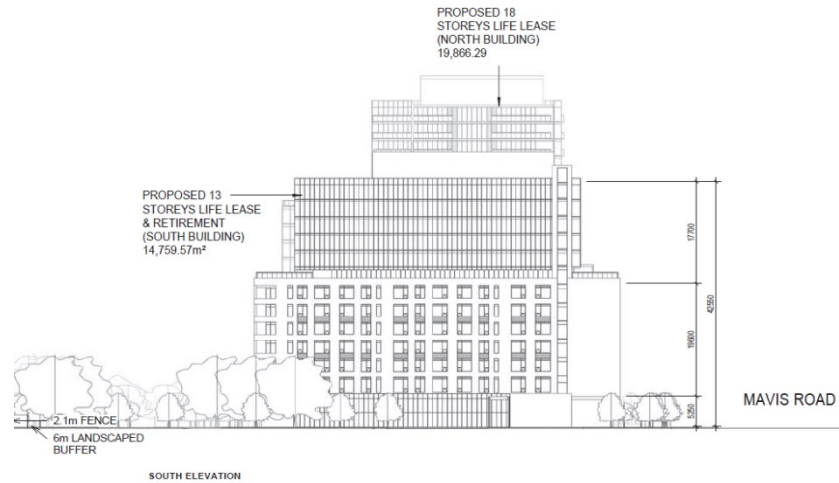 PROPOSED 18
STOREYS LIFE LEASE
(NORTH BUILDING)
19,866.29
PROPOSED 13
STOREYS LIFE LEASE
& RETIREMENT
(SOUTH BUILDING)
14,759.57m²
17700
42550
19600
5250
MAVIS ROAD
2.1m FENCE
6m LANDSCAPED
BUFFER
SOUTH ELEVATION